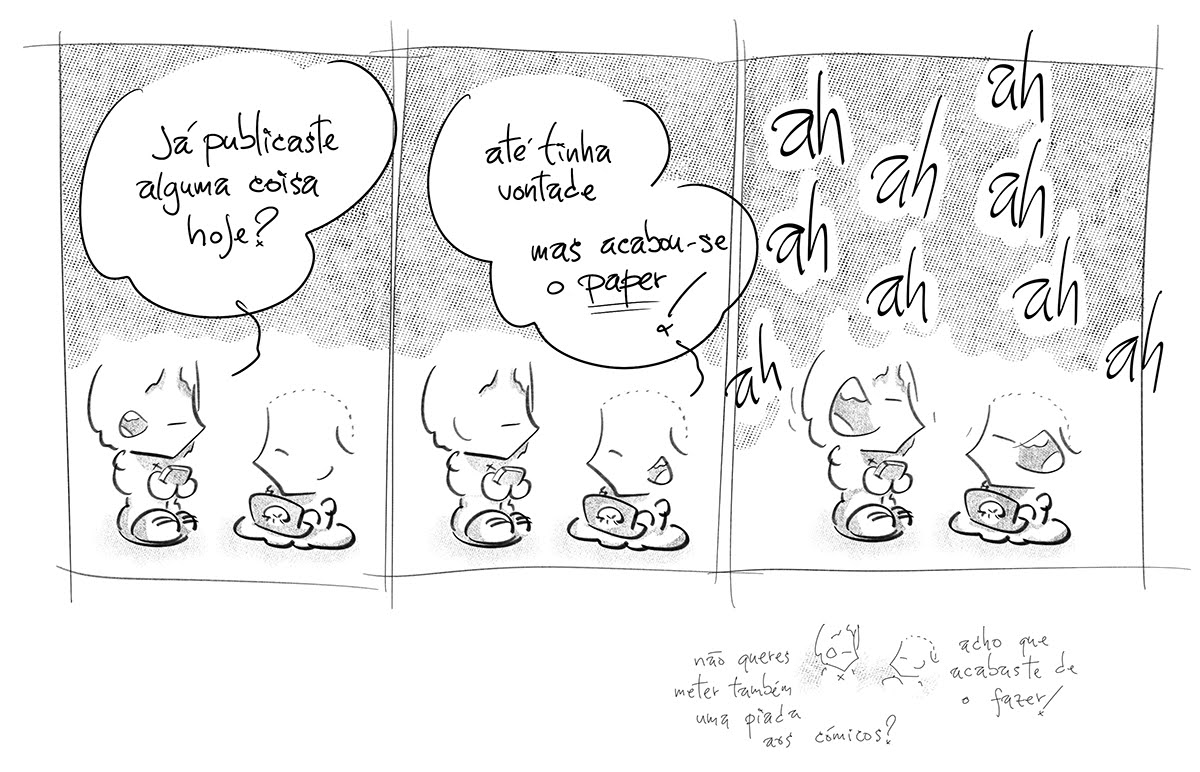 Já publicaste
alguma coisa
hoje?
até tinha
vontade
mas acabou-se
o paper
ah
ah
ah
ah
ah
ah
ah
ah
ah
não queres
meter também
uma piada
aos cómicos?
acho que
acabaste de
o fazer!